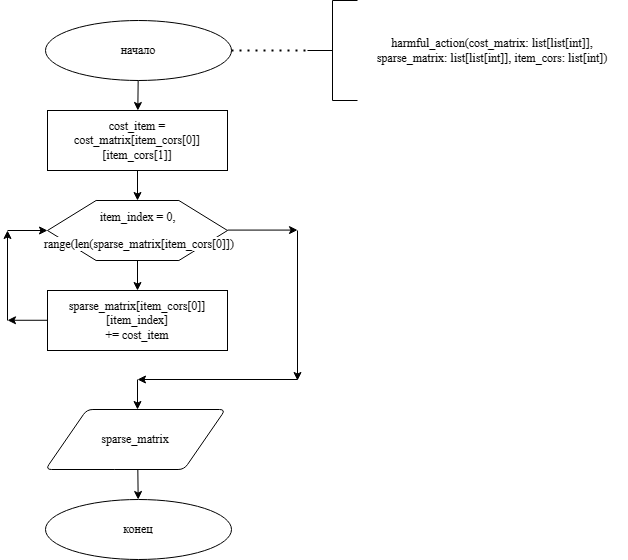 начало
harmful_action(cost_matrix: list[list[int]],
sparse_matrix: list[list[int]], item_cors: list[int])
cost_item =
cost_matrix[item_cors[0]]
[item_cors[1]]
item_index = 0,
range(len(sparse_matrix[item_cors[0]])
sparse_matrix[item_cors[0]]
[item_index]
+= cost_item
sparse_matrix
конец